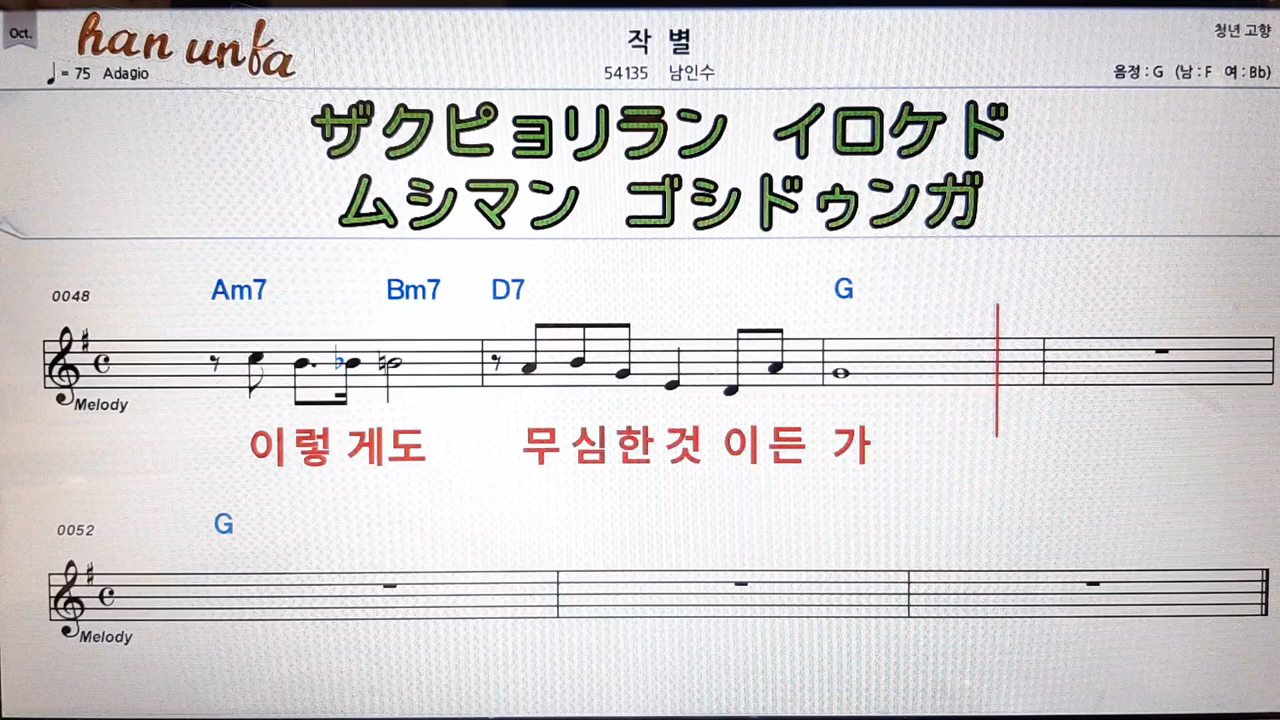 Oct.
han unfa
작 별
청년 고향
♩= 75 Adagio
54135 남인수
음정 : G (남 : F 여 : Bb)
ザクピョリラン イロケド
ムシマン ゴシドゥンガ
0048
Am7 Bm7 D7 G
Melody
이렇 게도 무 심한것 이든 가
0052
G
Melody